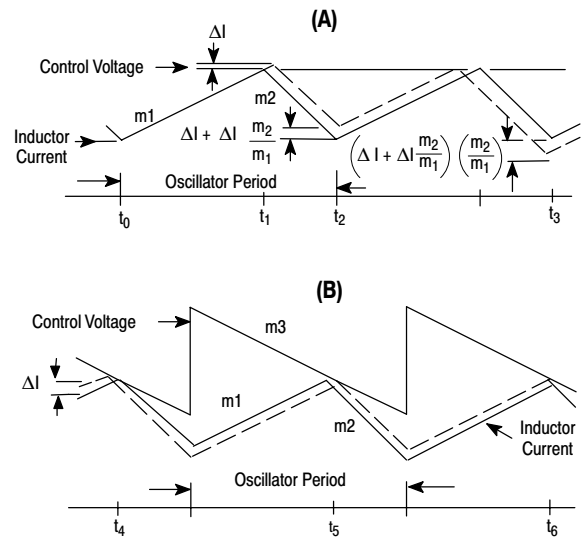 (A)
ΔI
Control Voltage
m1
m2
Inductor
Current
ΔI + ΔI m2/m1
(ΔI + ΔI m2/m1) (m2/m1)
Oscillator Period
t0
t1
t2
t3
(B)
Control Voltage
m3
ΔI
m1
m2
Inductor
Current
Oscillator Period
t4
t5
t6